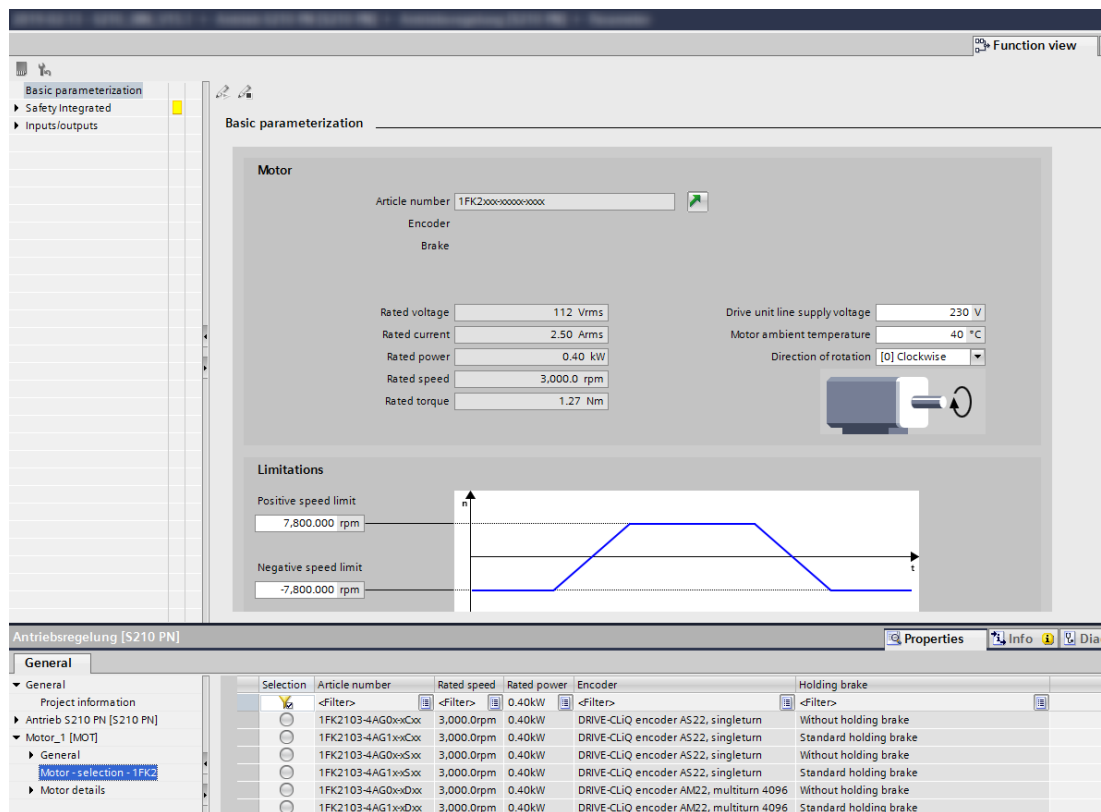 Function view
Basic parameterization
Safety Integrated
Inputs/outputs
Basic parameterization
Motor
Article number 1FK2xxx-xxxxx-xxxx
Encoder
Brake
Rated voltage 112 Vrms Drive unit line supply voltage 230 V
Rated current 2.50 Arms Motor ambient temperature 40 °C
Rated power 0.40 kW Direction of rotation [0] Clockwise
Rated speed 3,000.0 rpm
Rated torque 1.27 Nm
Limitations
Positive speed limit
7,800.000 rpm
n
Negative speed limit
-7,800.000 rpm
t
Antriebsregelung [S210 PN] Properties Info Dia
General
General
Project information
Antrieb S210 PN [S210 PN]
Motor_1 [MOT]
General
Motor - selection - 1FK2
Motor details
Selection Article number Rated speed Rated power Encoder Holding brake
<Filter> <Filter> 0.40kW <Filter> <Filter>
1FK2103-4AG0x-xCxx 3,000.0rpm 0.40kW DRIVE-CLiQ encoder AS22, singleturn Without holding brake
1FK2103-4AG1x-xCxx 3,000.0rpm 0.40kW DRIVE-CLiQ encoder AS22, singleturn Standard holding brake
1FK2103-4AG0x-xSxx 3,000.0rpm 0.40kW DRIVE-CLiQ encoder AS22, singleturn Without holding brake
1FK2103-4AG1x-xSxx 3,000.0rpm 0.40kW DRIVE-CLiQ encoder AS22, singleturn Standard holding brake
1FK2103-4AG0x-xDxx 3,000.0rpm 0.40kW DRIVE-CLiQ encoder AM22, multiturn 4096 Without holding brake
1FK2103-4AG1x-xDxx 3,000.0rpm 0.40kW DRIVE-CLiQ encoder AM22, multiturn 4096 Standard holding brake